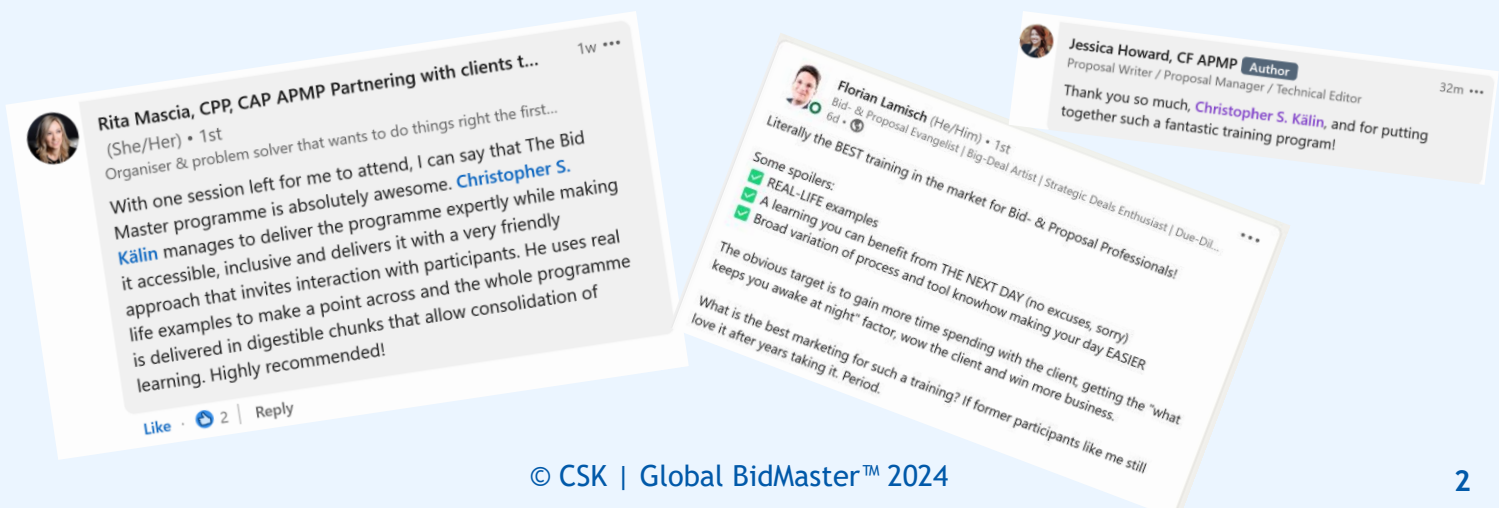 Rita Mascia, CPP, CAP APMP Partnering with clients t...
1w •••
(She/Her) • 1st
Organiser & problem solver that wants to do things right the first...
With one session left for me to attend, I can say that The Bid
Master programme is absolutely awesome. Christopher S.
Kälin manages to deliver the programme expertly while making
it accessible, inclusive and delivers it with a very friendly
approach that invites interaction with participants. He uses real
life examples to make a point across and the whole programme
is delivered in digestible chunks that allow consolidation of
learning. Highly recommended!
Like · 2 | Reply
Florian Lamisch (He/Him) • 1st
Bid- & Proposal Evangelist | Big-Deal Artist | Strategic Deals Enthusiast | Due-Dil...
6d •
•••
Literally the BEST training in the market for Bid- & Proposal Professionals!
Some spoilers:
✅ REAL-LIFE examples
✅ A learning you can benefit from THE NEXT DAY (no excuses, sorry)
✅ Broad variation of process and tool knowhow making your day EASIER
The obvious target is to gain more time spending with the client, getting the "what
keeps you awake at night" factor, wow the client and win more business.
What is the best marketing for such a training? If former participants like me still
love it after years taking it. Period.
Jessica Howard, CF APMP Author
32m •••
Proposal Writer / Proposal Manager / Technical Editor
Thank you so much, Christopher S. Kälin, and for putting
together such a fantastic training program!
© CSK | Global BidMaster™ 2024
2